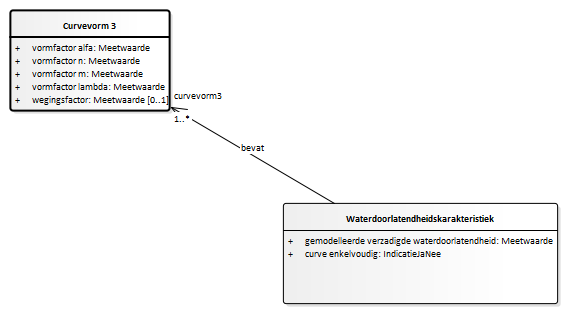 Curvevorm 3
+ vormfactor alfa: Meetwaarde
+ vormfactor n: Meetwaarde
+ vormfactor m: Meetwaarde
+ vormfactor lambda: Meetwaarde
+ wegingsfactor: Meetwaarde [0..1]
curvevorm3
1..*
bevat
Waterdoorlatendheidskarakteristiek
+ gemodelleerde verzadigde waterdoorlatendheid: Meetwaarde
+ curve enkelvoudig: IndicatieJaNee